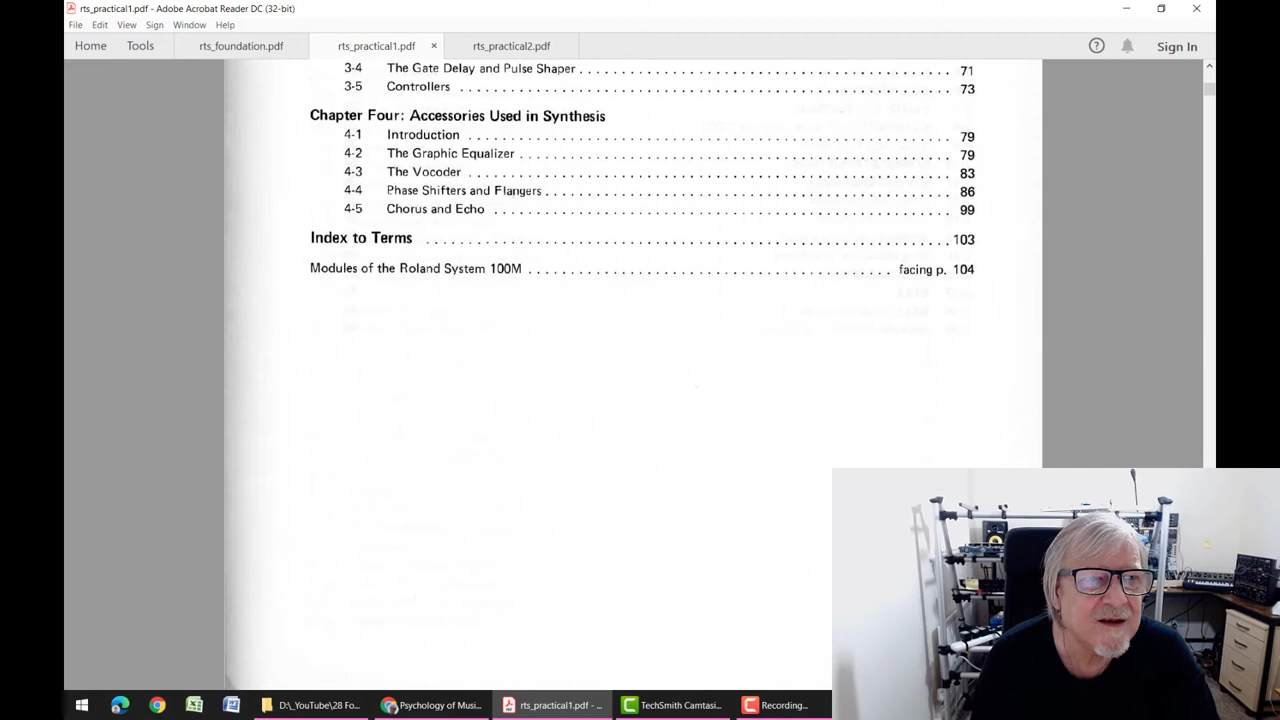 rts_practical1.pdf - Adobe Acrobat Reader DC (32-bit)
File Edit View Sign Window Help
Home Tools rts_foundation.pdf rts_practical1.pdf × rts_practical2.pdf Sign In
3-4 The Gate Delay and Pulse Shaper 71
3-5 Controllers 73
Chapter Four: Accessories Used in Synthesis
4-1 Introduction 79
4-2 The Graphic Equalizer 79
4-3 The Vocoder 83
4-4 Phase Shifters and Flangers 86
4-5 Chorus and Echo 99
Index to Terms 103
Modules of the Roland System 100M facing p. 104
D:\_YouTube\28 Fo... Psychology of Musi... rts_practical1.pdf - ... TechSmith Camtasi... Recording...